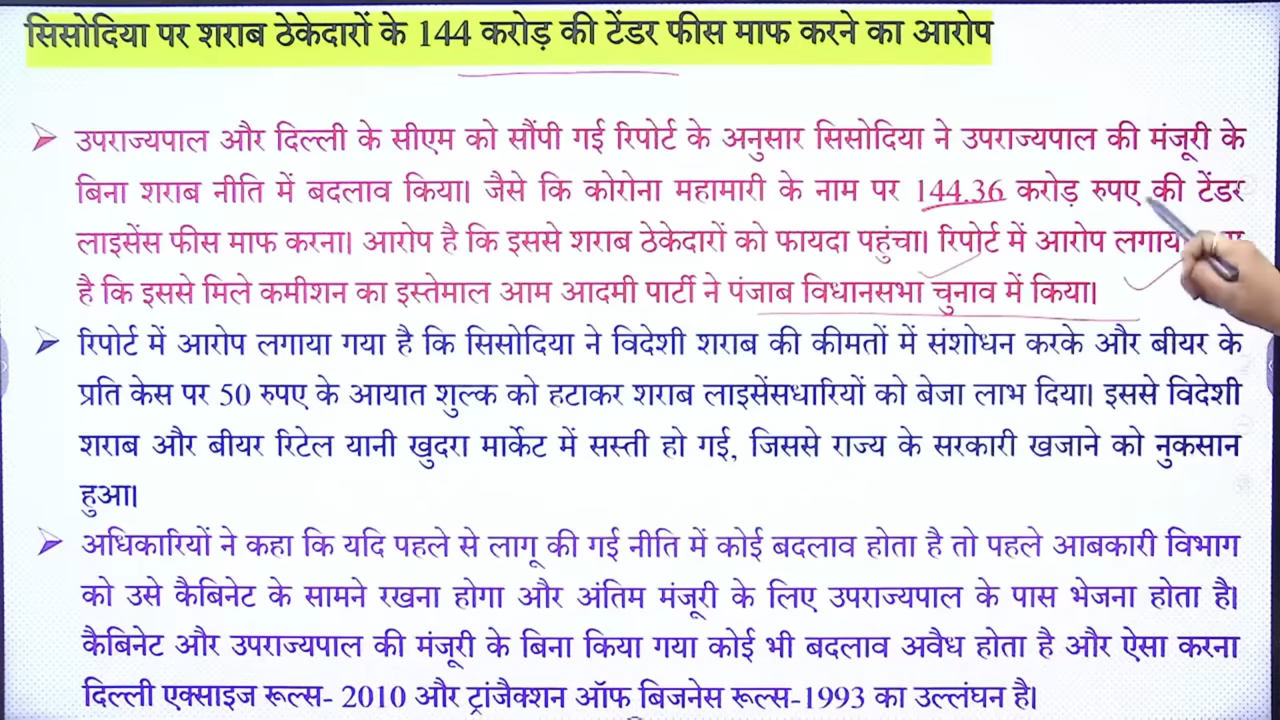 सिसोदिया पर शराब ठेकेदारों के 144 करोड़ की टेंडर फीस माफ करने का आरोप
उपराज्यपाल और दिल्ली के सीएम को सौंपी गई रिपोर्ट के अनुसार सिसोदिया ने उपराज्यपाल की मंजूरी के
बिना शराब नीति में बदलाव किया। जैसे कि कोरोना महामारी के नाम पर 144.36 करोड़ रुपए की टेंडर
लाइसेंस फीस माफ करना। आरोप है कि इससे शराब ठेकेदारों को फायदा पहुंचा। रिपोर्ट में आरोप
है कि इससे मिले कमीशन का इस्तेमाल आम आदमी पार्टी ने पंजाब विधानसभा चुनाव में किया।
रिपोर्ट में आरोप लगाया गया है कि सिसोदिया ने विदेशी शराब की कीमतों में संशोधन करके और बीयर के
प्रति केस पर 50 रुपए के आयात शुल्क को हटाकर शराब लाइसेंसधारियों को बेजा लाभ दिया। इससे विदेशी
शराब और बीयर रिटेल यानी खुदरा मार्केट में सस्ती हो गई, जिससे राज्य के सरकारी खजाने को नुकसान
हुआ।
अधिकारियों ने कहा कि यदि पहले से लागू की गई नीति में कोई बदलाव होता है तो पहले आबकारी विभाग
को उसे कैबिनेट के सामने रखना होगा और अंतिम मंजूरी के लिए उपराज्यपाल के पास भेजना होता है।
कैबिनेट और उपराज्यपाल की मंजूरी के बिना किया गया कोई भी बदलाव अवैध होता है और ऐसा करना
दिल्ली एक्साइज रूल्स- 2010 और ट्रांजैक्शन ऑफ बिजनेस रूल्स-1993 का उल्लंघन है।